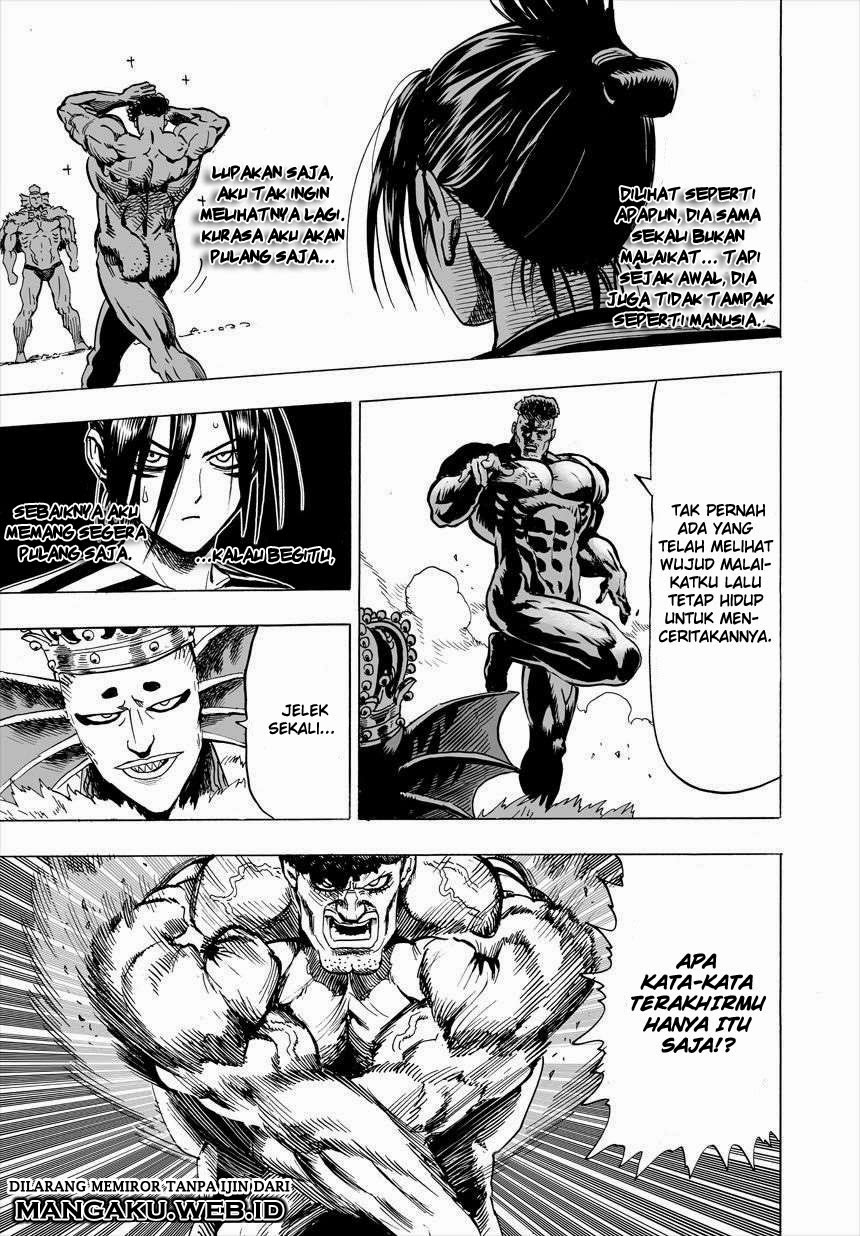 DILIHAT SEPERTI
APAPUN, DIA SAMA
SEKALI BUKAN
MALAIKAT... TAPI
SEJAK AWAL, DIA
JUGA TIDAK TAMPAK
SEPERTI MANUSIA.
LUPAKAN SAJA,
AKU TAK INGIN
MELIHATNYA LAGI.
KURASA AKU AKAN
PULANG SAJA...
TAK PERNAH
ADA YANG
TELAH MELIHAT
WUJUD MALAI-
KATKU LALU
TETAP HIDUP
UNTUK MEN-
CERITAKANNYA.
...KALAU BEGITU,
SEBAIKNYA AKU
MEMANG SEGERA
PULANG SAJA.
JELEK
SEKALI...
APA
KATA-KATA
TERAKHIRMU
HANYA ITU
SAJA!?
DILARANG MEMIROR TANPA IJIN DARI
MANGAKU.WEB.ID